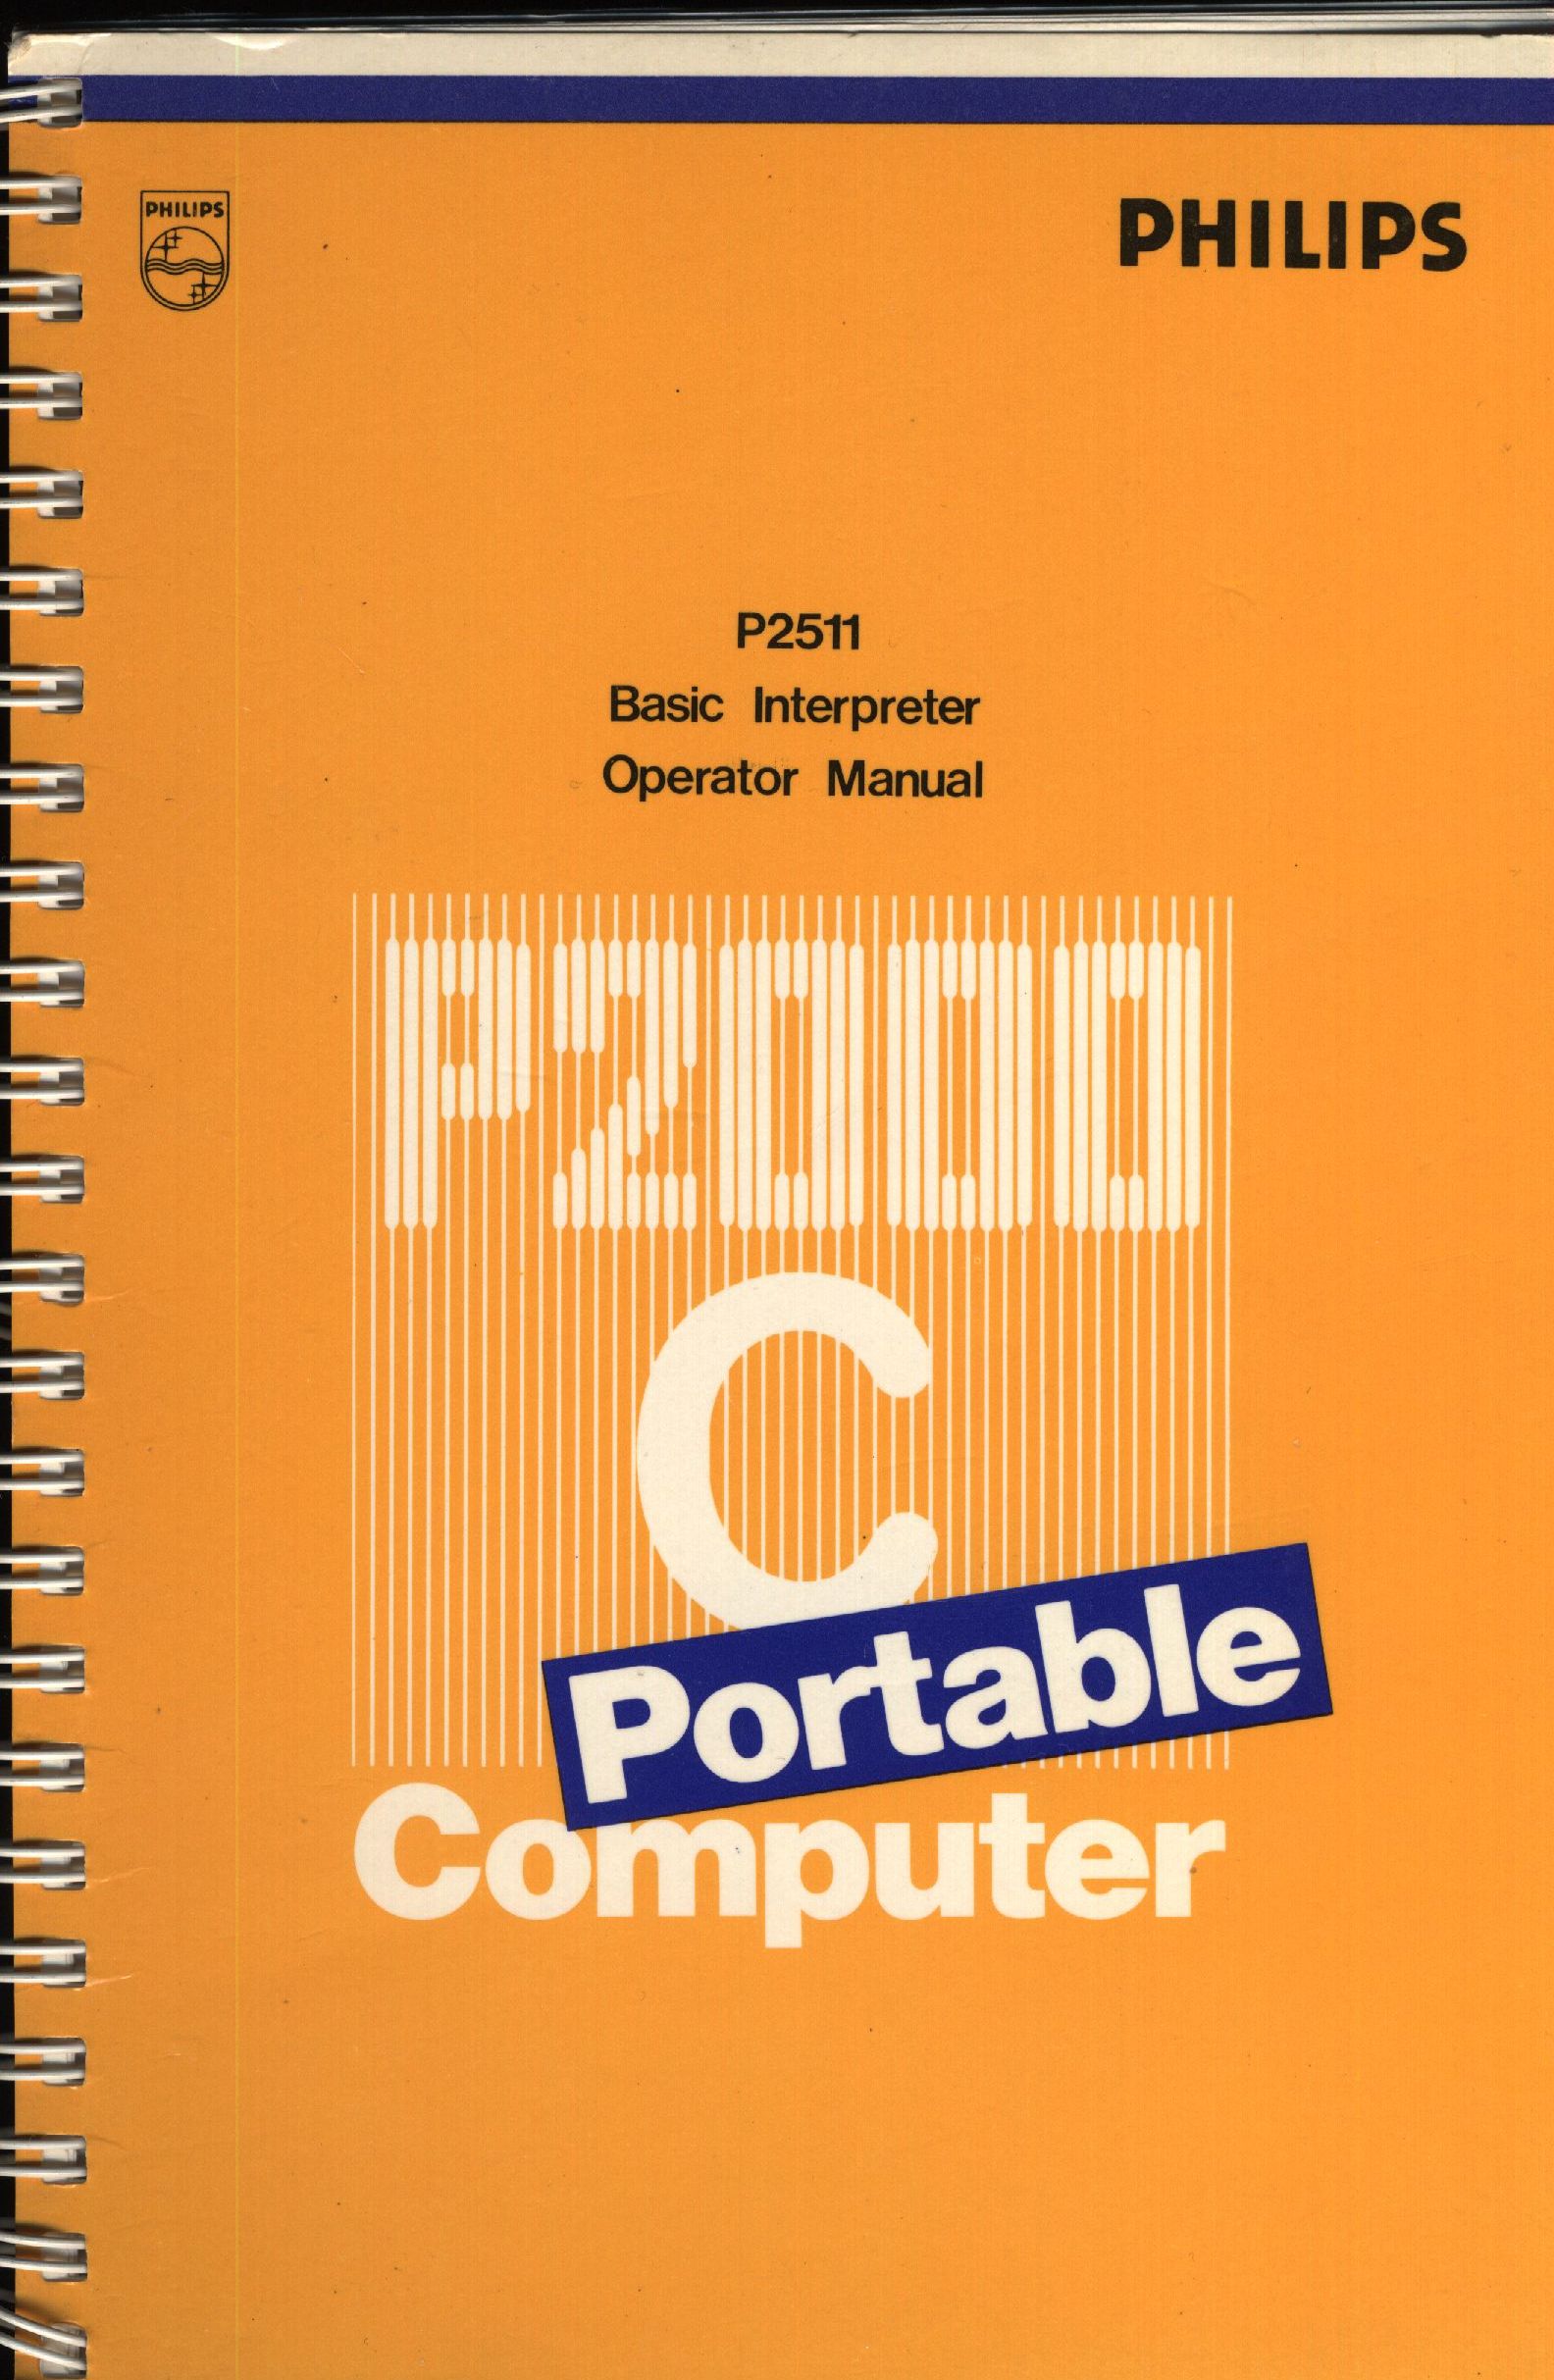 PHILIPS
PHILIPS
P2511
Basic Interpreter
Operator Manual
P2000
C
Portable
Computer